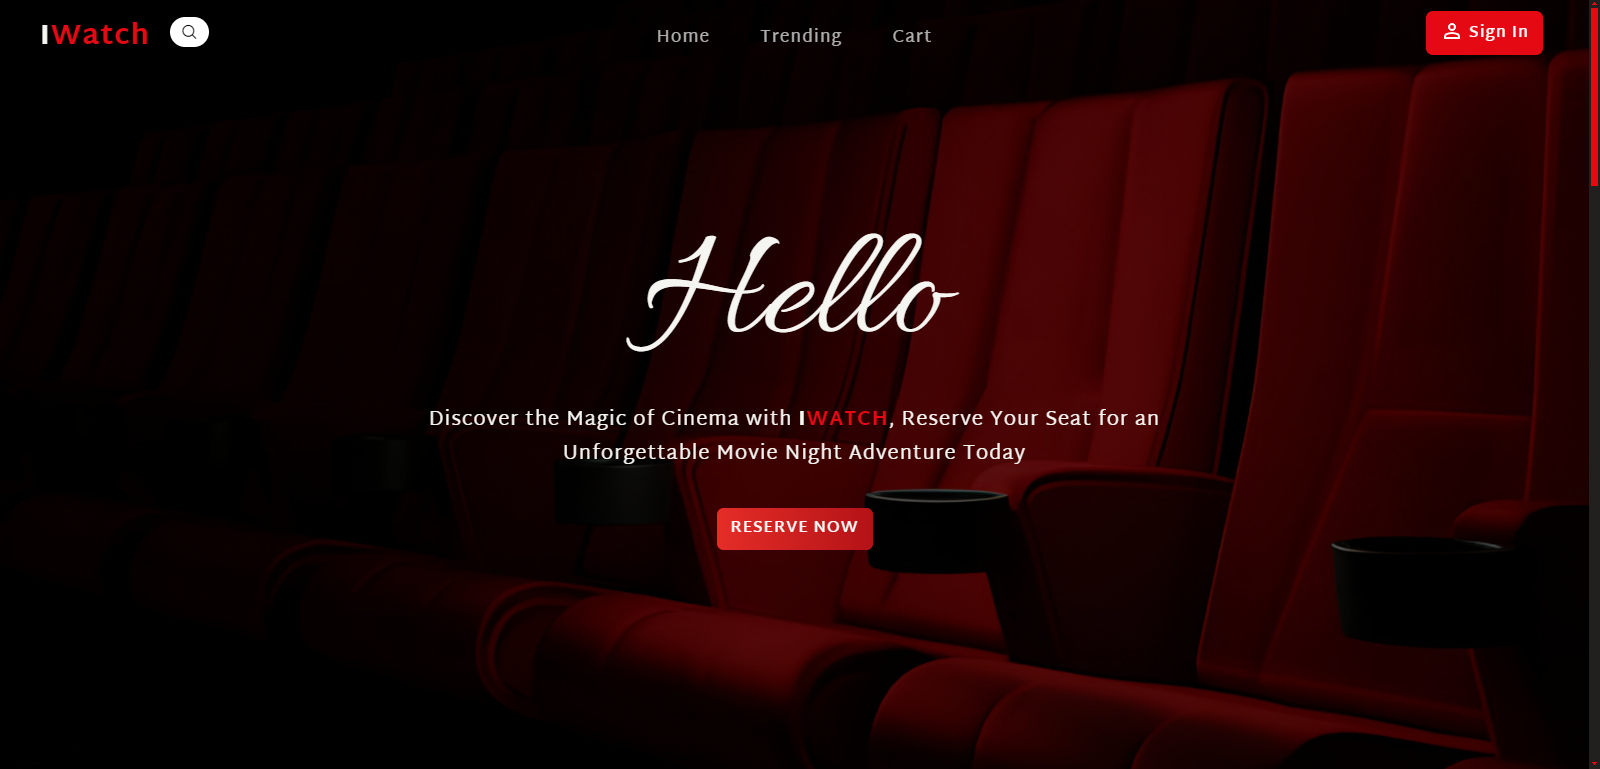 IWatch
Home
Trending
Cart
Sign In
Hello
Discover the Magic of Cinema with IWATCH, Reserve Your Seat for an
Unforgettable Movie Night Adventure Today
RESERVE NOW